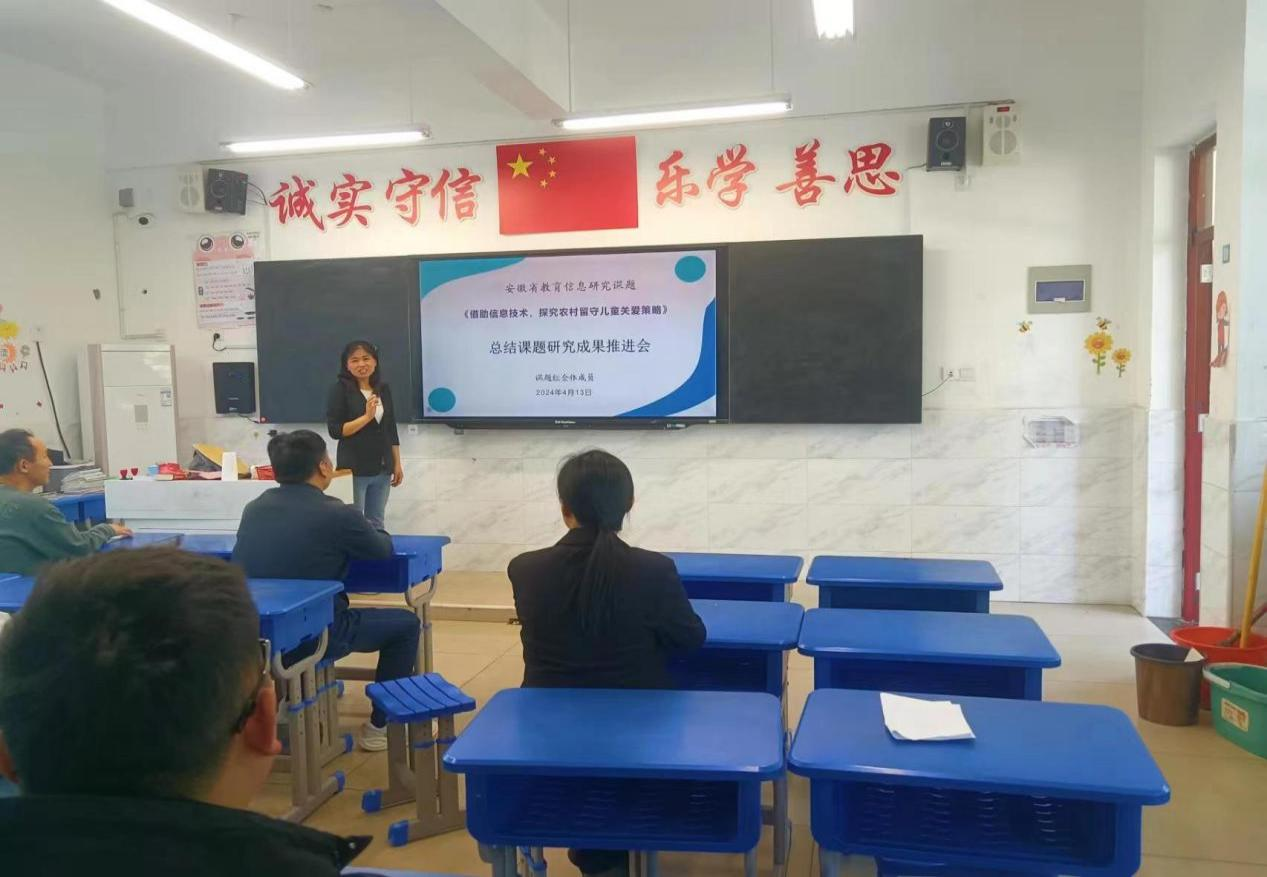 诚实守信 乐学善思
安徽省教育信息研究课题
《借助信息技术，探究农村留守儿童关爱策略》
总结课题研究成果推进会
课题组全体成员
2024年4月13日